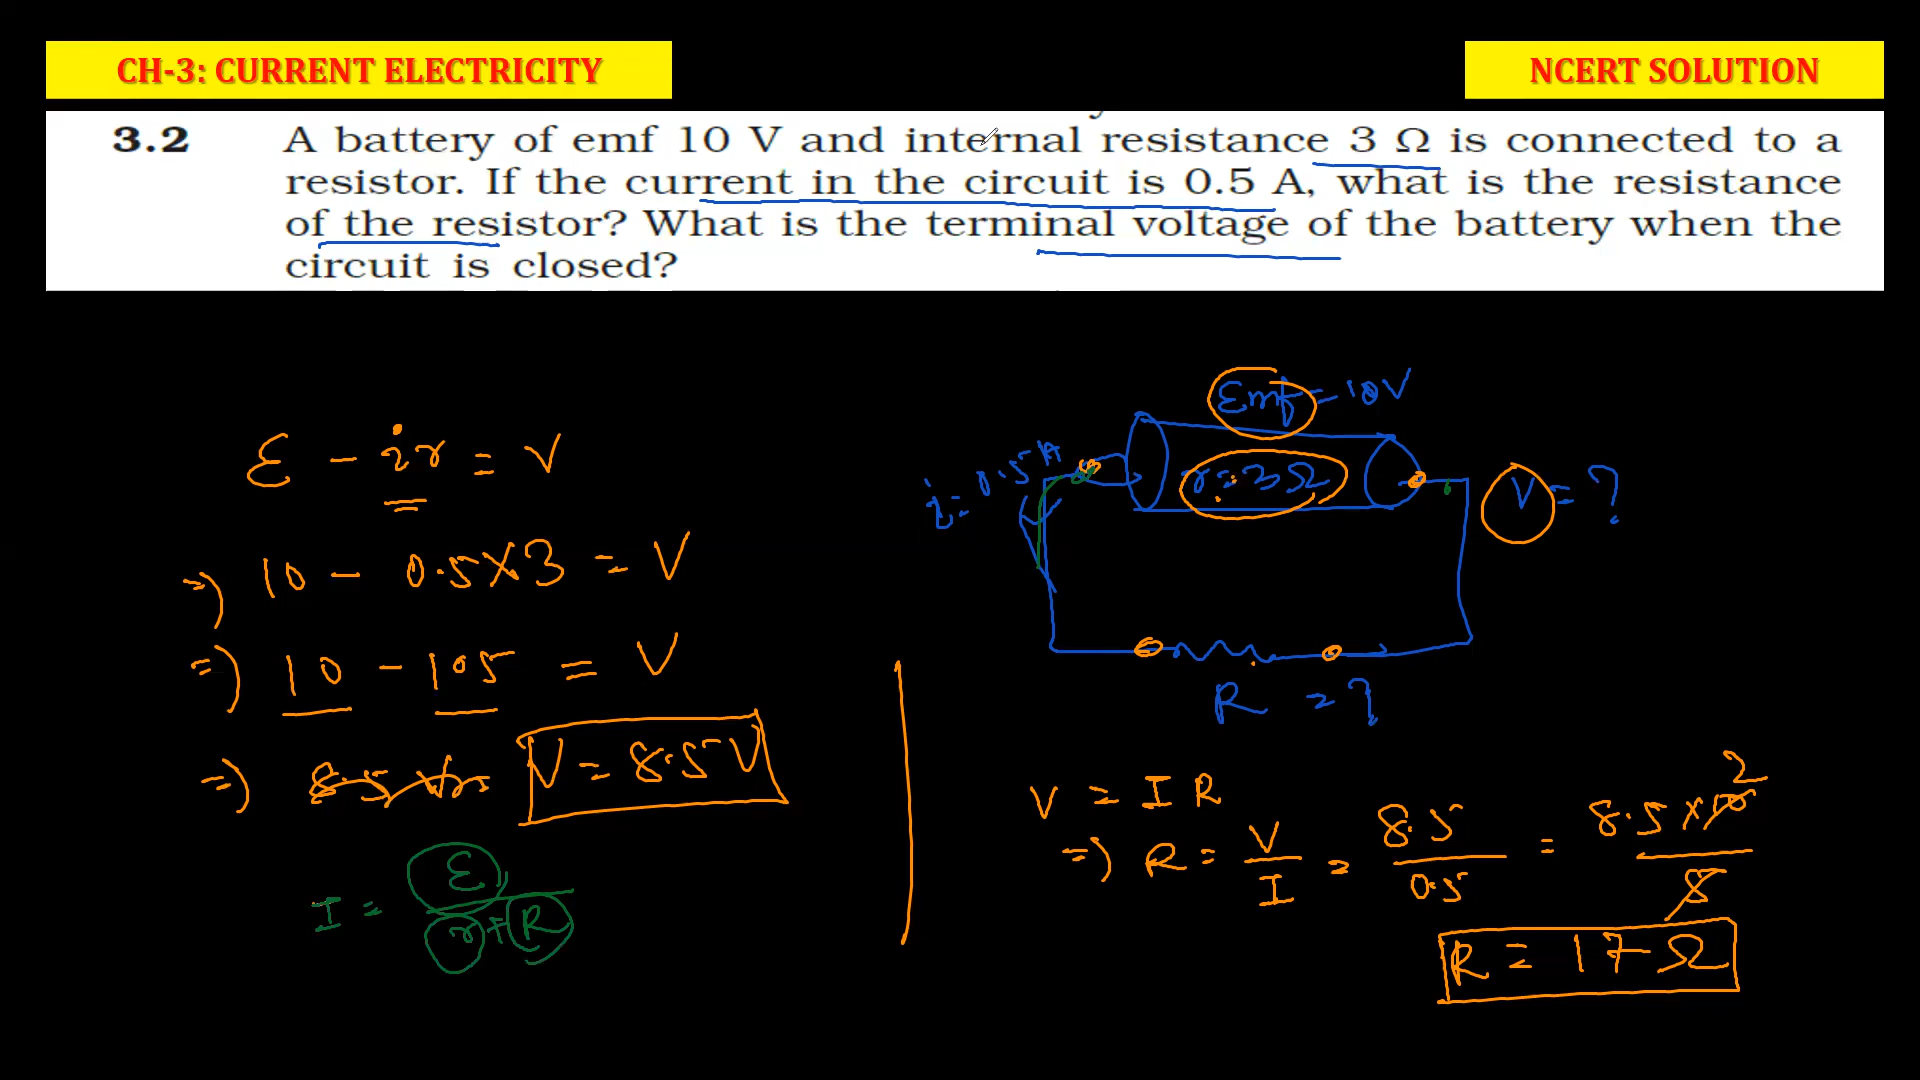 CH-3: CURRENT ELECTRICITY
NCERT SOLUTION
3.2 A battery of emf 10 V and internal resistance 3 Ω is connected to a
resistor. If the current in the circuit is 0.5 A, what is the resistance
of the resistor? What is the terminal voltage of the battery when the
circuit is closed?
Emf = 10V
i = 0.5A
r = 3Ω
V = ?
R = ?
ℰ - ir = V
=) 10 - 0.5×3 = V
=) 10 - 1.5 = V
=) V = 8.5V
I = ℰ / r+R
V = IR
=) R = V/I = 8.5/0.5 = 8.5×10/5
2
R = 17Ω